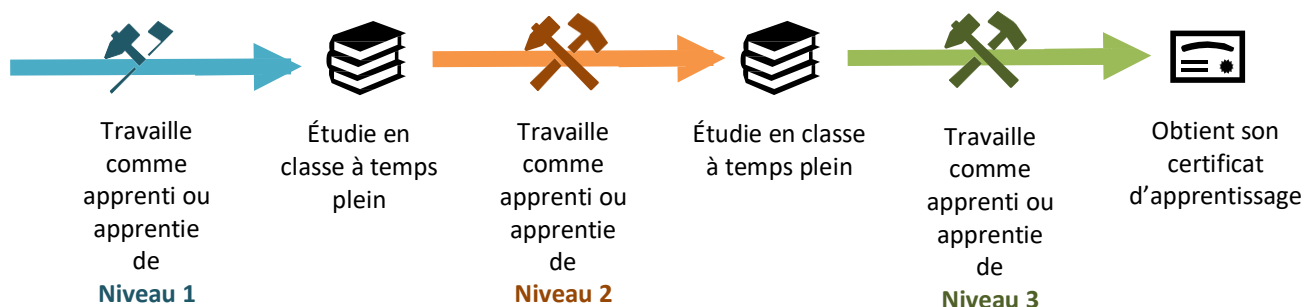 Travaille
comme
apprenti ou
apprentie
de
Niveau 1
Étudie en
classe à temps
plein
Travaille
comme
apprenti ou
apprentie
de
Niveau 2
Étudie en classe
à temps plein
Travaille
comme
apprenti ou
apprentie
de
Niveau 3
Obtient son
certificat
d’apprentissage